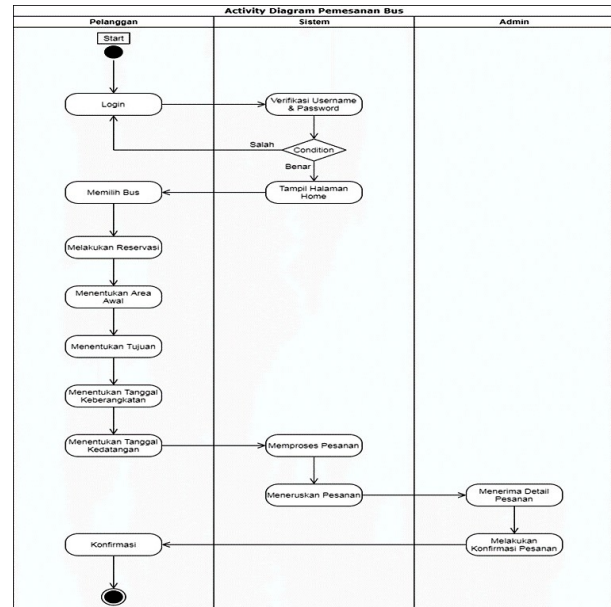 Activity Diagram Pemesanan Bus
Pelanggan
Sistem
Admin
Start
Login
Verifikasi Username
& Password
Salah
Condition
Benar
Memilih Bus
Tampil Halaman
Home
Melakukan Reservasi
Menentukan Area
Awal
Menentukan Tujuan
Menentukan Tanggal
Keberangkatan
Menentukan Tanggal
Kedatangan
Memproses Pesanan
Meneruskan Pesanan
Menerima Detail
Pesanan
Konfirmasi
Melakukan
Konfirmasi Pesanan